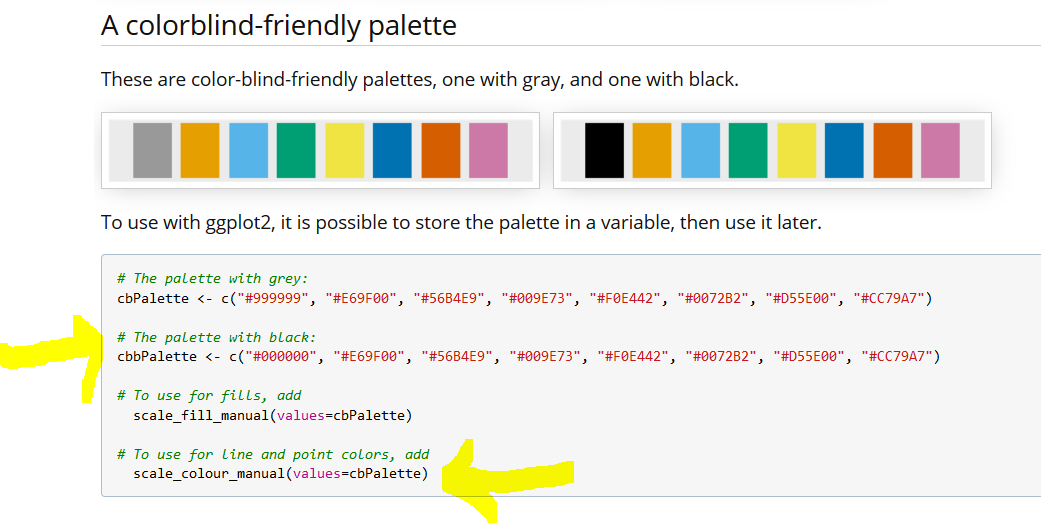 A colorblind-friendly palette
These are color-blind-friendly palettes, one with gray, and one with black.
To use with ggplot2, it is possible to store the palette in a variable, then use it later.
# The palette with grey:
cbPalette <- c("#999999", "#E69F00", "#56B4E9", "#009E73", "#F0E442", "#0072B2", "#D55E00", "#CC79A7")
# The palette with black:
cbbPalette <- c("#000000", "#E69F00", "#56B4E9", "#009E73", "#F0E442", "#0072B2", "#D55E00", "#CC79A7")
# To use for fills, add
scale_fill_manual(values=cbPalette)
# To use for line and point colors, add
scale_colour_manual(values=cbPalette)